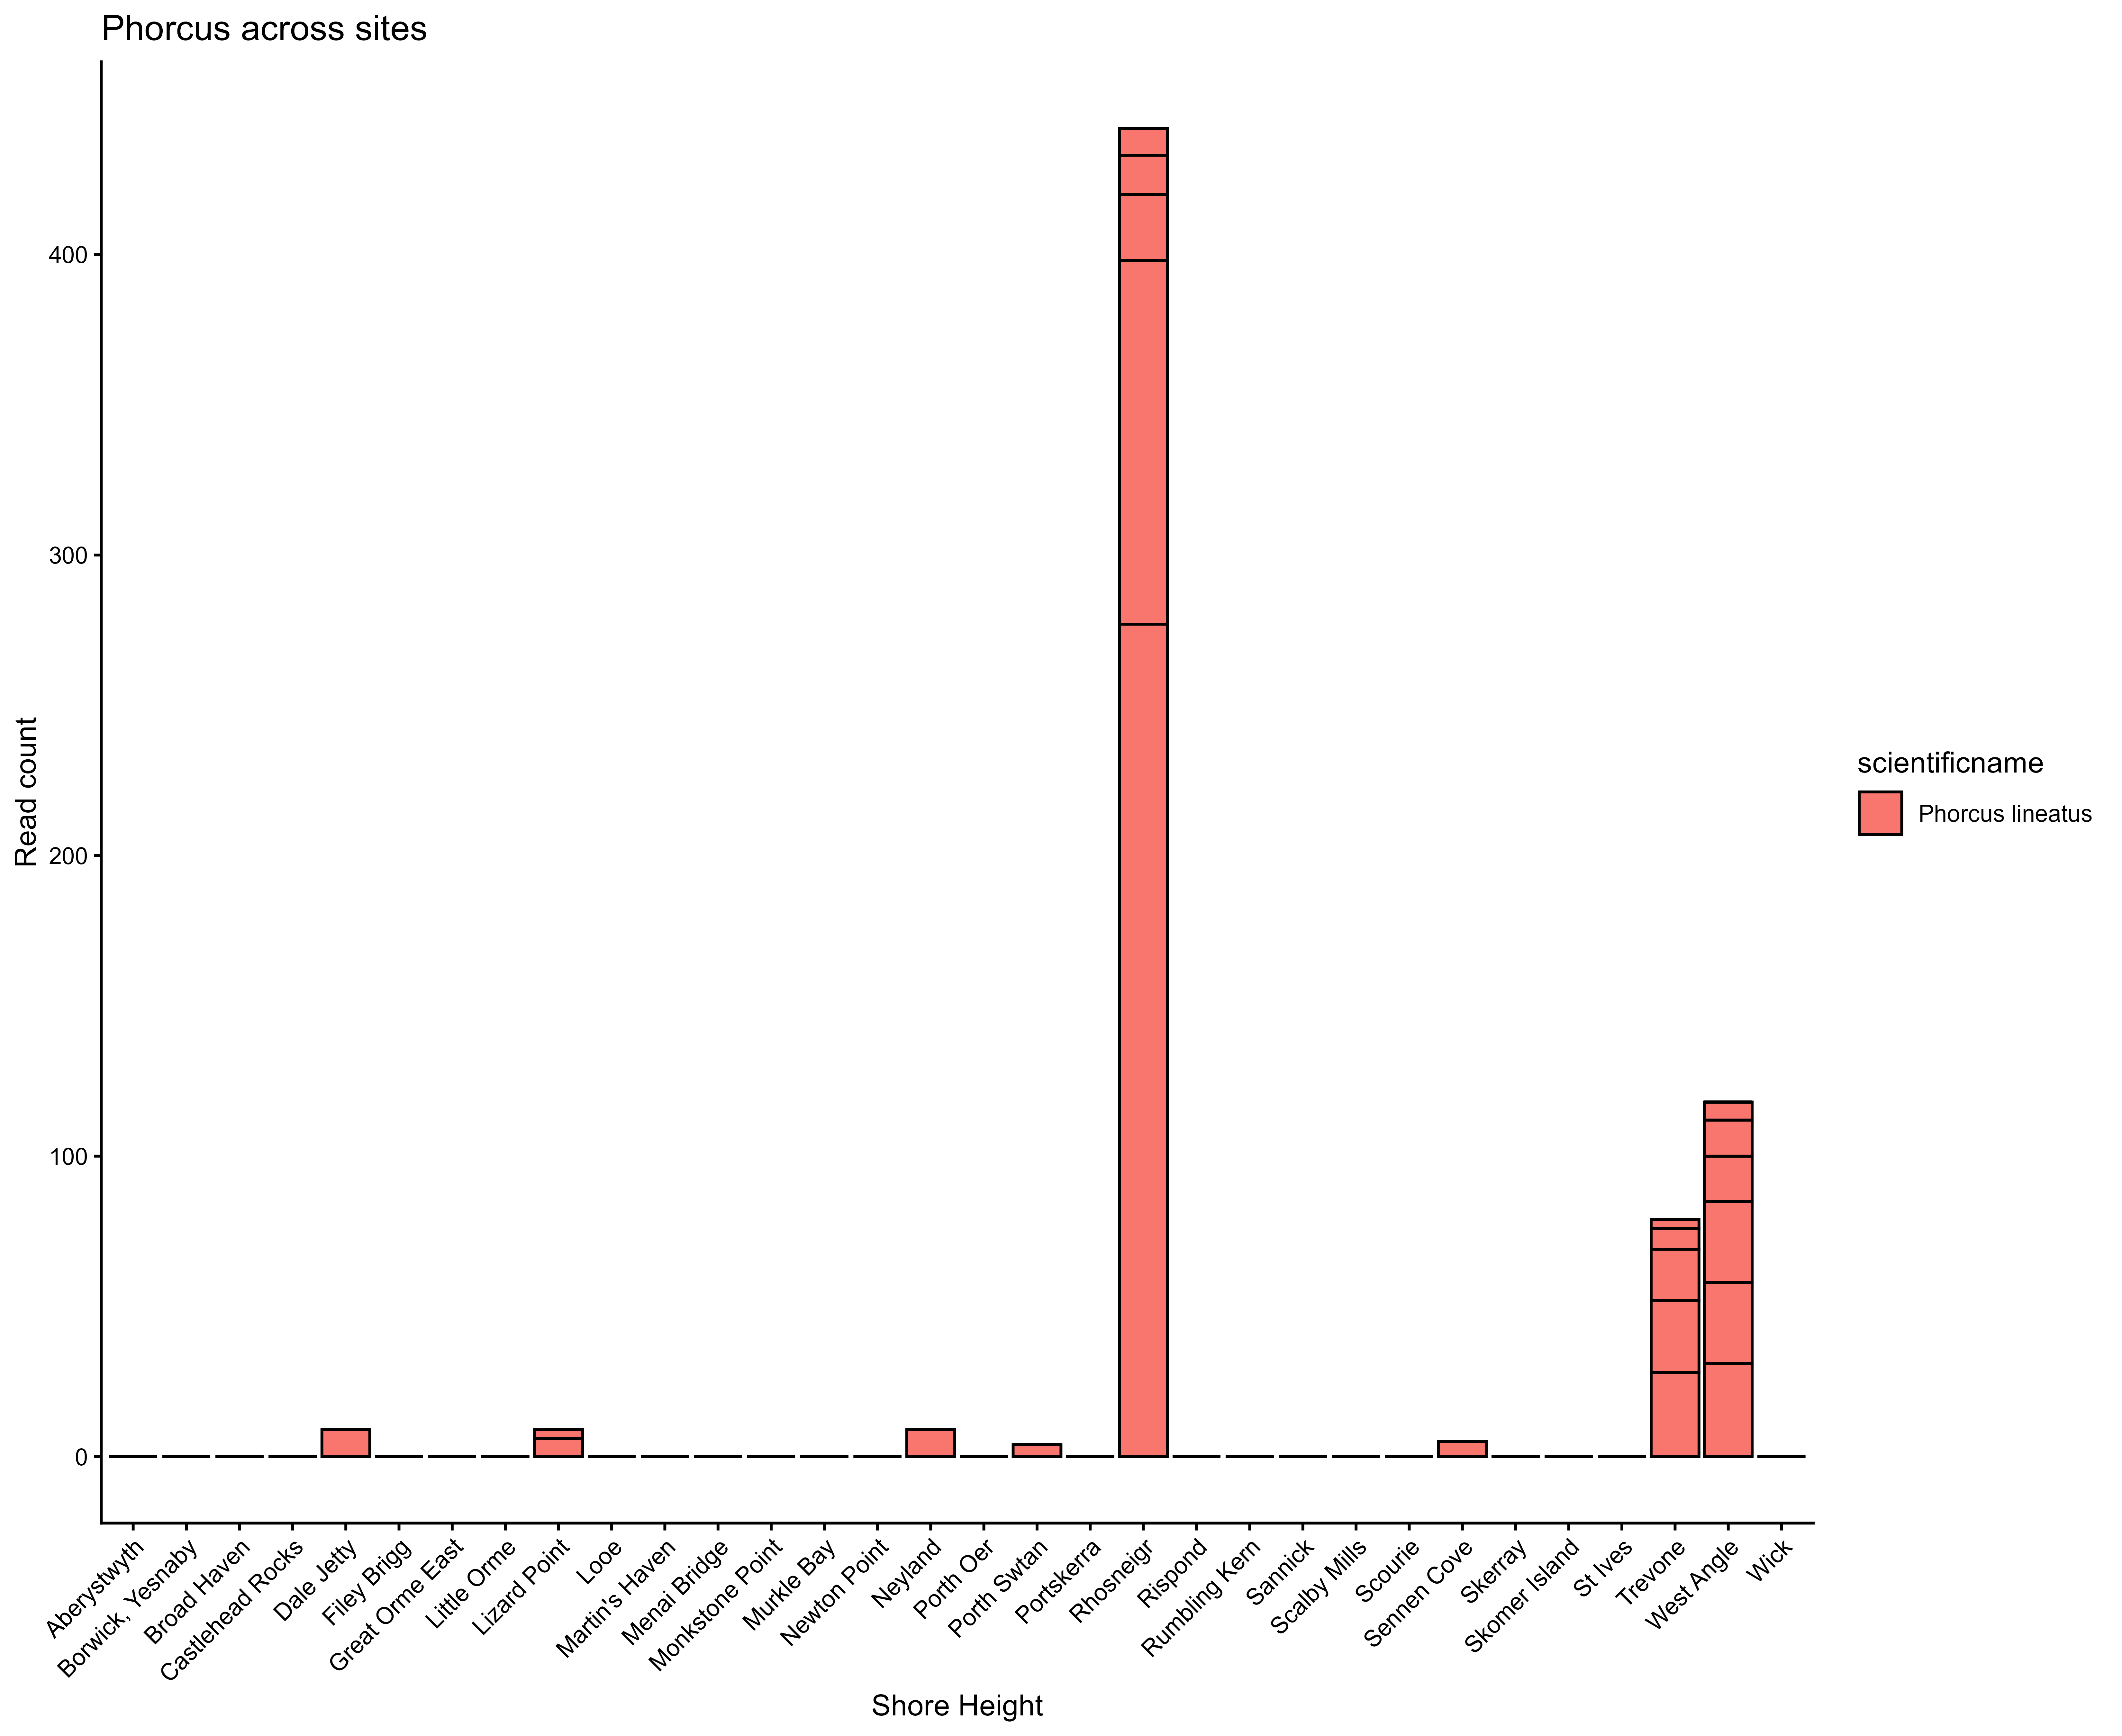 Phorcus across sites
Read count
400
300
200
100
0
scientificname
Phorcus lineatus
Aberystwyth
Borwick, Yesnaby
Broad Haven
Castlehead Rocks
Dale Jetty
Filey Brigg
Great Orme East
Little Orme
Lizard Point
Looe
Martin's Haven
Menai Bridge
Monkstone Point
Murkle Bay
Newton Point
Neyland
Porth Oer
Porth Swtan
Portskerra
Rhosneigr
Rispond
Rumbling Kern
Sannick
Scalby Mills
Scourie
Sennen Cove
Skerray
Skomer Island
St Ives
Trevone
West Angle
Wick
Shore Height